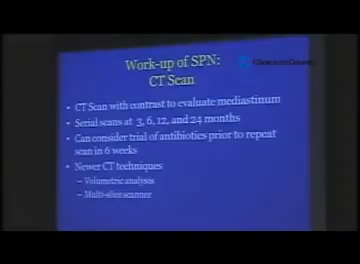 Work-up of SPN:
CT Scan
• CT Scan with contrast to evaluate mediastinum
• Serial scans at 3, 6, 12, and 24 months
• Can consider trial of antibiotics prior to repeat
scan in 6 weeks
• Newer CT techniques
– Volumetric analysis
– Multi-slice scanner